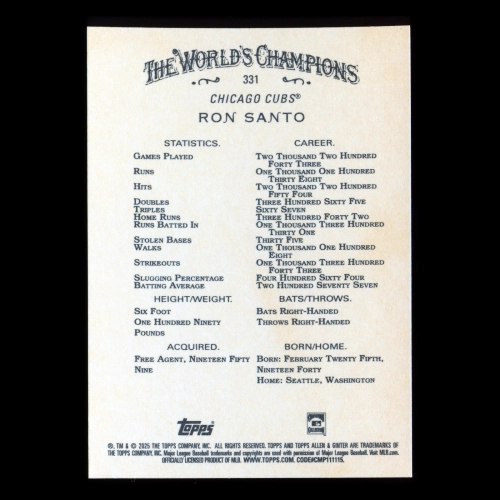 THE WORLD'S CHAMPIONS
331
CHICAGO CUBS®
RON SANTO
STATISTICS. CAREER.
GAMES PLAYED TWO THOUSAND TWO HUNDRED
FORTY THREE
RUNS ONE THOUSAND ONE HUNDRED
THIRTY EIGHT
HITS TWO THOUSAND TWO HUNDRED
FIFTY FOUR
DOUBLES THREE HUNDRED SIXTY FIVE
TRIPLES SIXTY SEVEN
HOME RUNS THREE HUNDRED FORTY TWO
RUNS BATTED IN ONE THOUSAND THREE HUNDRED
THIRTY ONE
STOLEN BASES THIRTY FIVE
WALKS ONE THOUSAND ONE HUNDRED
EIGHT
STRIKEOUTS ONE THOUSAND THREE HUNDRED
FORTY THREE
SLUGGING PERCENTAGE FOUR HUNDRED SIXTY FOUR
BATTING AVERAGE TWO HUNDRED SEVENTY SEVEN
HEIGHT/WEIGHT. BATS/THROWS.
SIX FOOT BATS RIGHT-HANDED
ONE HUNDRED NINETY THROWS RIGHT-HANDED
POUNDS
ACQUIRED. BORN/HOME.
FREE AGENT, NINETEEN FIFTY BORN: FEBRUARY TWENTY FIFTH,
NINE NINETEEN FORTY
HOME: SEATTLE, WASHINGTON
TOPPS
®, TM & © 2025 THE TOPPS COMPANY, INC. ALL RIGHTS RESERVED. TOPPS AND TOPPS ALLEN & GINTER ARE TRADEMARKS OF
THE TOPPS COMPANY, INC. Major League Baseball trademarks and copyrights are used with permission of Major League Baseball. Visit MLB.com.
OFFICIALLY LICENSED PRODUCT OF MLB. WWW.TOPPS.COM. CODE#CMP111115.